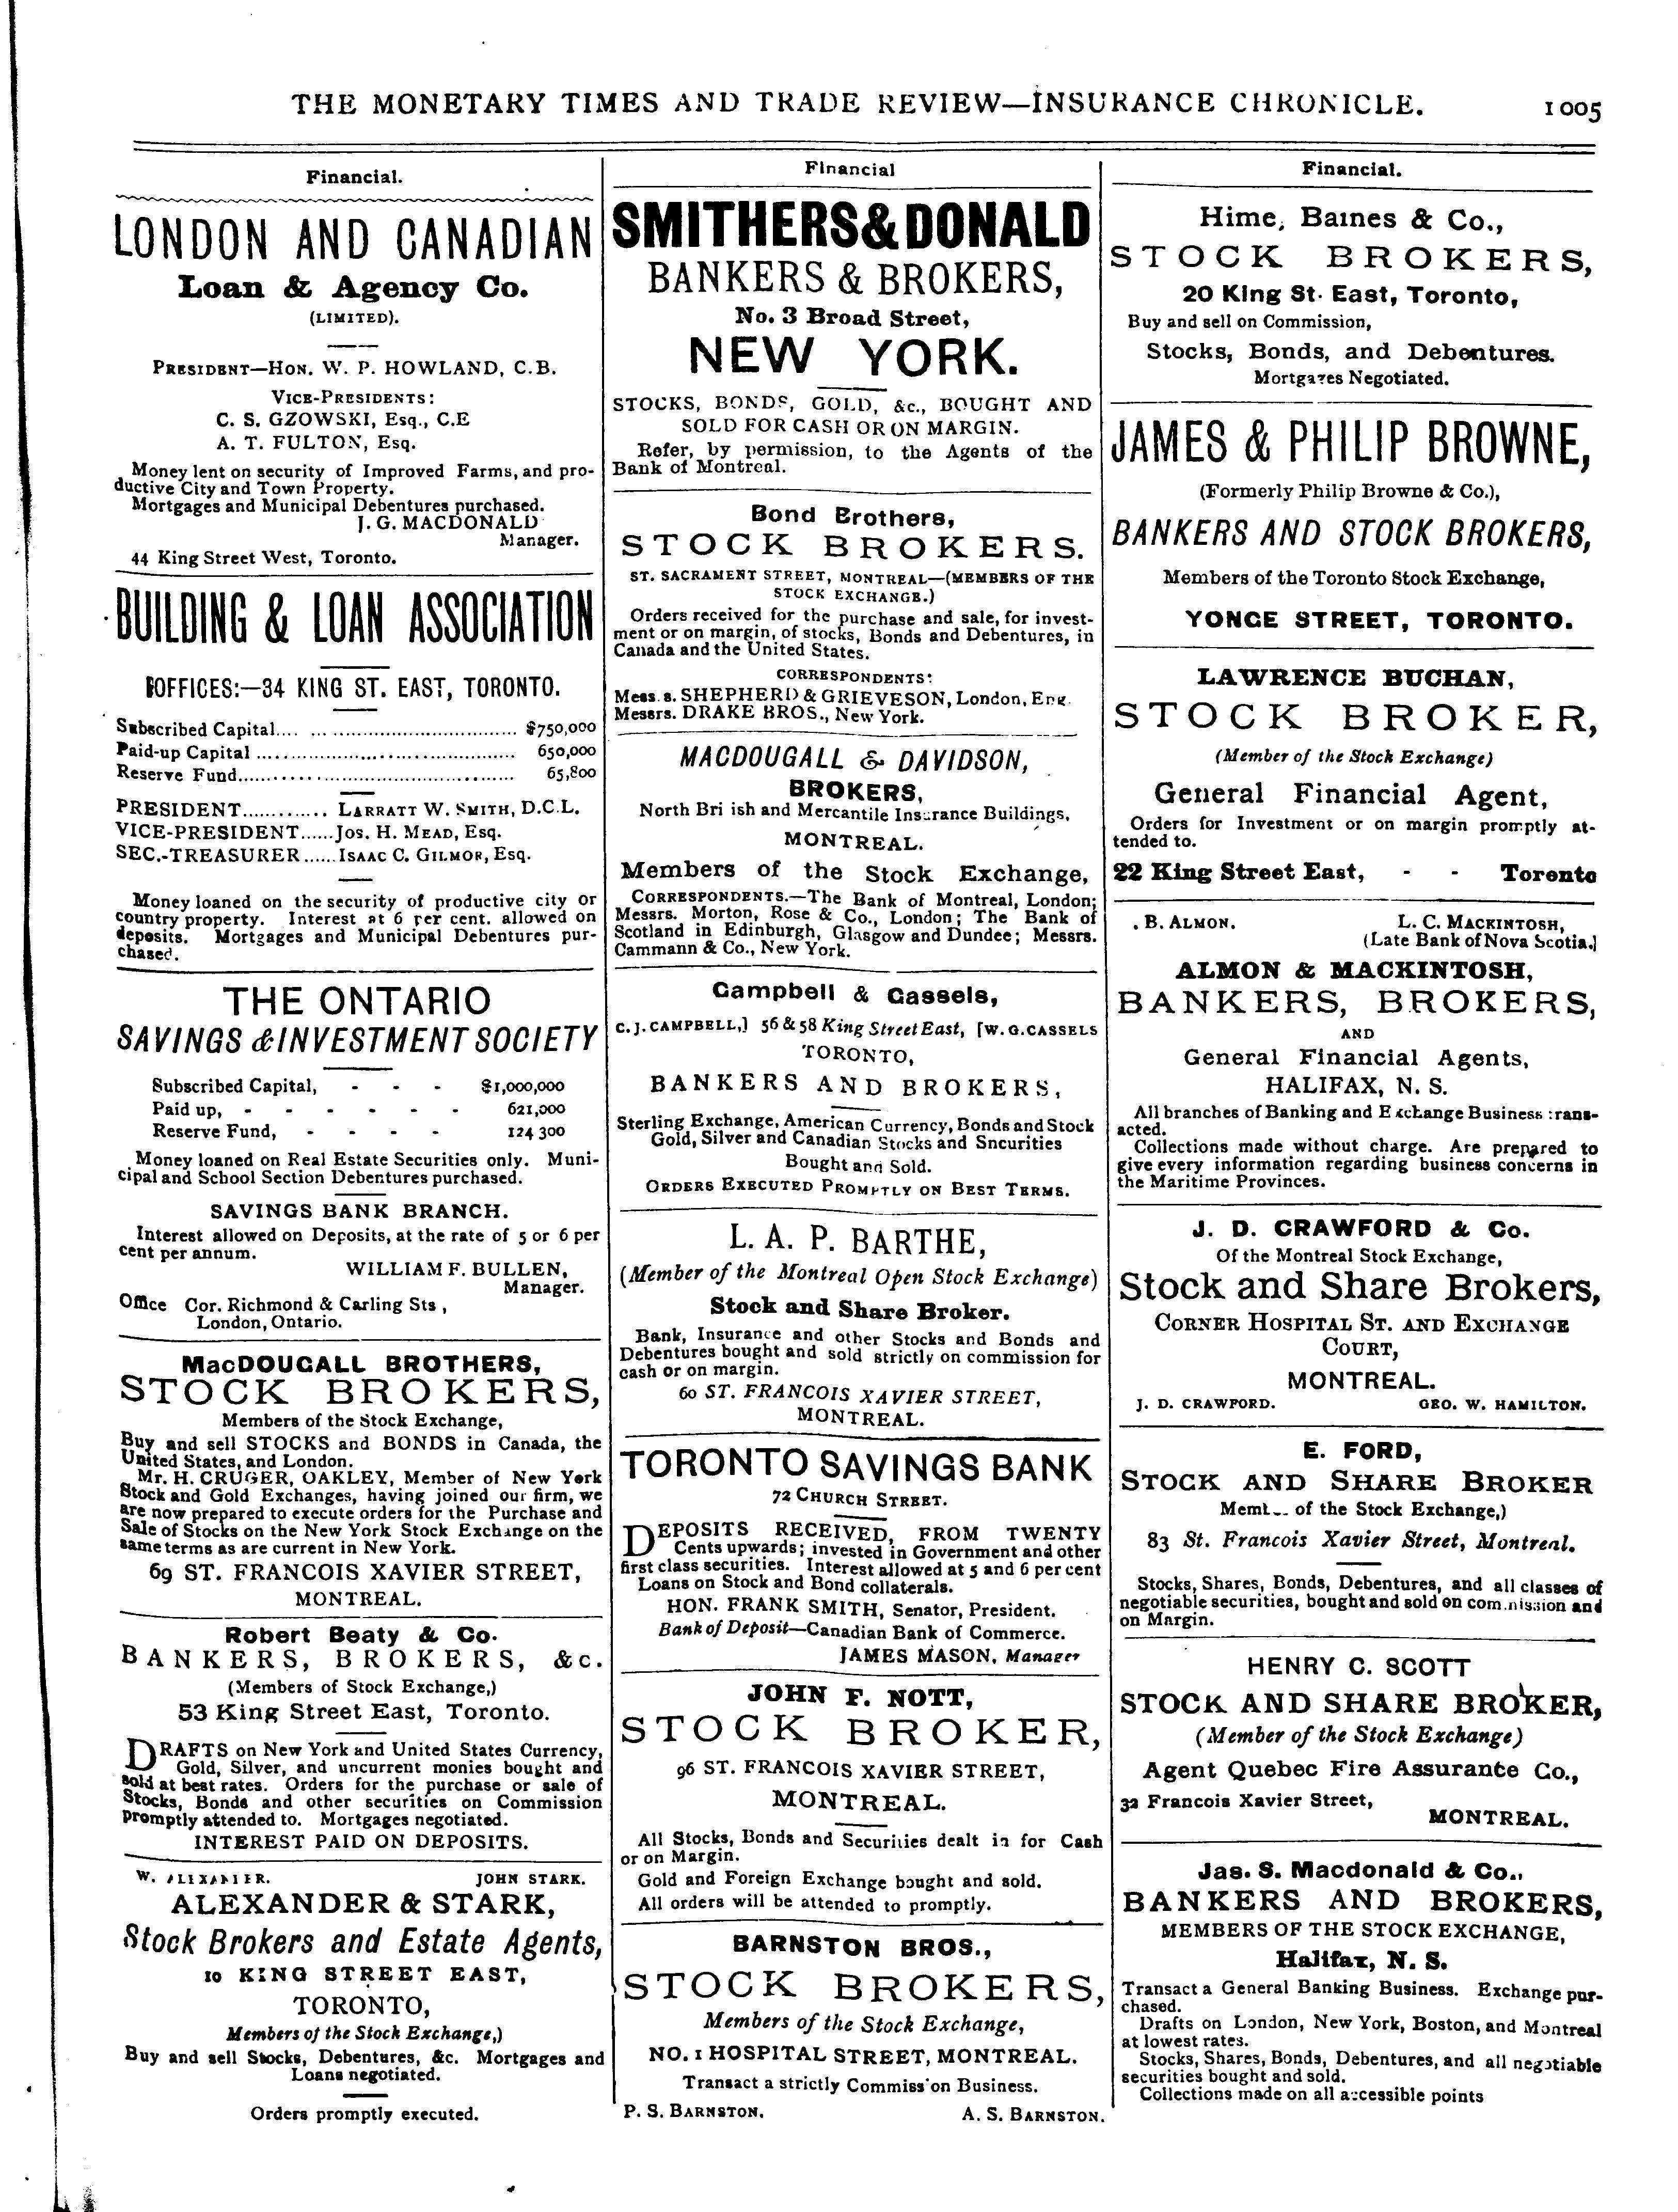 THE MONETARY TIMES AND TRADE REVIEW—INSURANCE CHRONICLE.
1005
Financial.
LONDON AND CANADIAN
Loan & Agency Co.
(LIMITED).
PRESIDENT—HON. W. P. HOWLAND, C.B.
VICE-PRESIDENTS:
C. S. GZOWSKI, Esq., C.E
A. T. FULTON, Esq.
Money lent on security of Improved Farms, and pro-
ductive City and Town Property.
Mortgages and Municipal Debentures purchased.
J. G. MACDONALD
Manager.
44 King Street West, Toronto.
BUILDING & LOAN ASSOCIATION
OFFICES:—34 KING ST. EAST, TORONTO.
Subscribed Capital.... ... ................................. $750,000
Paid-up Capital ............................................ 650,000
Reserve Fund............................................... 65,800
PRESIDENT............ LARRATT W. SMITH, D.C.L.
VICE-PRESIDENT......JOS. H. MEAD, Esq.
SEC.-TREASURER......ISAAC C. GILMOR, Esq.
Money loaned on the security of productive city or
country property. Interest at 6 per cent. allowed on
deposits. Mortgages and Municipal Debentures pur-
chased.
THE ONTARIO
SAVINGS & INVESTMENT SOCIETY
Subscribed Capital, - - - $1,000,000
Paid up, - - - - - - 621,000
Reserve Fund, - - - - 124 300
Money loaned on Real Estate Securities only. Muni-
cipal and School Section Debentures purchased.
SAVINGS BANK BRANCH.
Interest allowed on Deposits, at the rate of 5 or 6 per
cent per annum.
WILLIAM F. BULLEN,
Manager.
Office Cor. Richmond & Carling Sts,
London, Ontario.
MacDOUGALL BROTHERS,
STOCK BROKERS,
Members of the Stock Exchange,
Buy and sell STOCKS and BONDS in Canada, the
United States, and London.
Mr. H. CRUGER, OAKLEY, Member of New York
Stock and Gold Exchanges, having joined our firm, we
are now prepared to execute orders for the Purchase and
Sale of Stocks on the New York Stock Exchange on the
same terms as are current in New York.
69 ST. FRANCOIS XAVIER STREET,
MONTREAL.
Robert Beaty & Co.
BANKERS, BROKERS, &c.
(Members of Stock Exchange,)
53 King Street East, Toronto.
DRAFTS on New York and United States Currency,
Gold, Silver, and uncurrent monies bought and
sold at best rates. Orders for the purchase or sale of
Stocks, Bonds and other securities on Commission
promptly attended to. Mortgages negotiated.
INTEREST PAID ON DEPOSITS.
W. ALEXANDER. JOHN STARK.
ALEXANDER & STARK,
Stock Brokers and Estate Agents,
10 KING STREET EAST,
TORONTO,
Members of the Stock Exchange,)
Buy and sell Stocks, Debentures, &c. Mortgages and
Loans negotiated.
Orders promptly executed.
Financial
SMITHERS & DONALD
BANKERS & BROKERS,
No. 3 Broad Street,
NEW YORK.
STOCKS, BONDS, GOLD, &c., BOUGHT AND
SOLD FOR CASH OR ON MARGIN.
Refer, by permission, to the Agents of the
Bank of Montreal.
Bond Brothers,
STOCK BROKERS.
ST. SACRAMENT STREET, MONTREAL—(MEMBERS OF THE
STOCK EXCHANGE.)
Orders received for the purchase and sale, for invest-
ment or on margin, of stocks, Bonds and Debentures, in
Canada and the United States.
CORRESPONDENTS:
Mess.s. SHEPHERD & GRIEVESON, London, Eng.
Messrs. DRAKE BROS., New York.
MACDOUGALL & DAVIDSON,
BROKERS,
North Bri ish and Mercantile Insurance Buildings,
MONTREAL.
Members of the Stock Exchange,
CORRESPONDENTS.—The Bank of Montreal, London;
Messrs. Morton, Rose & Co., London; The Bank of
Scotland in Edinburgh, Glasgow and Dundee; Messrs.
Cammann & Co., New York.
Campbell & Cassels,
C. J. CAMPBELL,] 56 & 58 King Street East, [W. G. CASSELS
TORONTO,
BANKERS AND BROKERS,
Sterling Exchange, American Currency, Bonds and Stock
Gold, Silver and Canadian Stocks and Sncurities
Bought and Sold.
ORDERS EXECUTED PROMPTLY ON BEST TERMS.
L. A. P. BARTHE,
(Member of the Montreal Open Stock Exchange)
Stock and Share Broker.
Bank, Insurance and other Stocks and Bonds and
Debentures bought and sold strictly on commission for
cash or on margin.
60 ST. FRANCOIS XAVIER STREET,
MONTREAL.
TORONTO SAVINGS BANK
72 CHURCH STREET.
DEPOSITS RECEIVED, FROM TWENTY
Cents upwards; invested in Government and other
first class securities. Interest allowed at 5 and 6 per cent
Loans on Stock and Bond collaterals.
HON. FRANK SMITH, Senator, President.
Bank of Deposit—Canadian Bank of Commerce.
JAMES MASON, Manager
JOHN F. NOTT,
STOCK BROKER,
96 ST. FRANCOIS XAVIER STREET,
MONTREAL.
All Stocks, Bonds and Securities dealt in for Cash
or on Margin.
Gold and Foreign Exchange bought and sold.
All orders will be attended to promptly.
BARNSTON BROS.,
STOCK BROKERS,
Members of the Stock Exchange,
NO. 1 HOSPITAL STREET, MONTREAL.
Transact a strictly Commiss'on Business.
P. S. BARNSTON. A. S. BARNSTON.
Financial.
Hime, Baines & Co.,
STOCK BROKERS,
20 King St. East, Toronto,
Buy and sell on Commission,
Stocks, Bonds, and Debentures.
Mortgages Negotiated.
JAMES & PHILIP BROWNE,
(Formerly Philip Browne & Co.),
BANKERS AND STOCK BROKERS,
Members of the Toronto Stock Exchange,
YONGE STREET, TORONTO.
LAWRENCE BUCHAN,
STOCK BROKER,
(Member of the Stock Exchange)
General Financial Agent,
Orders for Investment or on margin promptly at-
tended to.
22 King Street East, - - Toronto
. B. ALMON. L. C. MACKINTOSH,
(Late Bank of Nova Scotia.]
ALMON & MACKINTOSH,
BANKERS, BROKERS,
AND
General Financial Agents,
HALIFAX, N. S.
All branches of Banking and Exchange Business trans-
acted.
Collections made without charge. Are prepared to
give every information regarding business concerns in
the Maritime Provinces.
J. D. CRAWFORD & Co.
Of the Montreal Stock Exchange,
Stock and Share Brokers,
CORNER HOSPITAL ST. AND EXCHANGE
COURT,
MONTREAL.
J. D. CRAWFORD. GEO. W. HAMILTON.
E. FORD,
STOCK AND SHARE BROKER
Memb.. of the Stock Exchange,)
83 St. Francois Xavier Street, Montreal.
Stocks, Shares, Bonds, Debentures, and all classes of
negotiable securities, bought and sold on commission and
on Margin.
HENRY C. SCOTT
STOCK AND SHARE BROKER,
(Member of the Stock Exchange)
Agent Quebec Fire Assurance Co.,
32 Francois Xavier Street,
MONTREAL.
Jas. S. Macdonald & Co.,
BANKERS AND BROKERS,
MEMBERS OF THE STOCK EXCHANGE,
Halifax, N. S.
Transact a General Banking Business. Exchange pur-
chased.
Drafts on London, New York, Boston, and Montreal
at lowest rates.
Stocks, Shares, Bonds, Debentures, and all negotiable
securities bought and sold.
Collections made on all accessible points